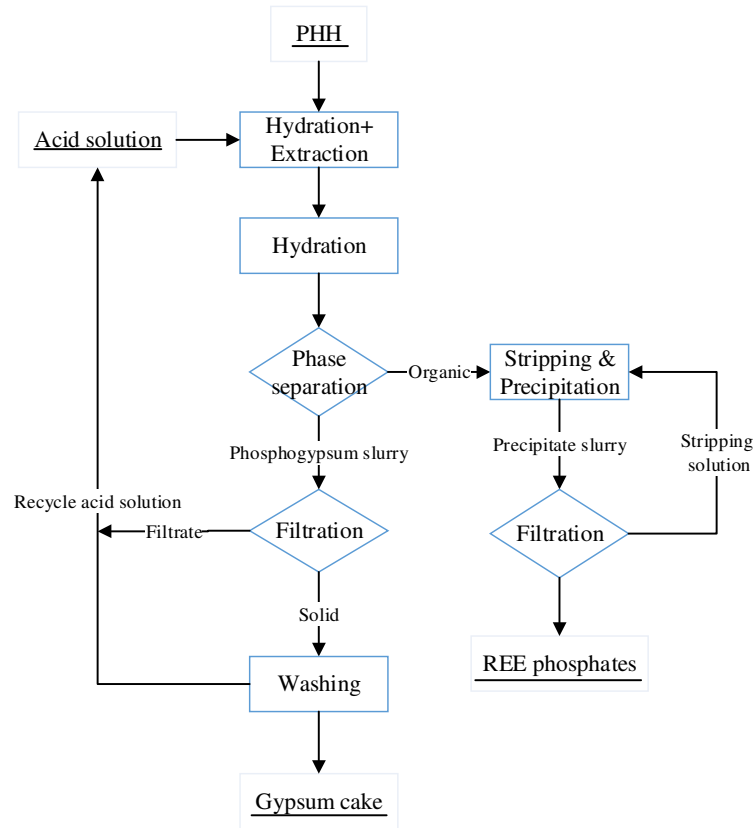 PHH
Acid solution
Hydration+
Extraction
Hydration
Phase
separation
Organic
Stripping &
Precipitation
Phosphogypsum slurry
Precipitate slurry
Stripping
solution
Recycle acid solution
Filtrate
Filtration
Filtration
Solid
REE phosphates
Washing
Gypsum cake